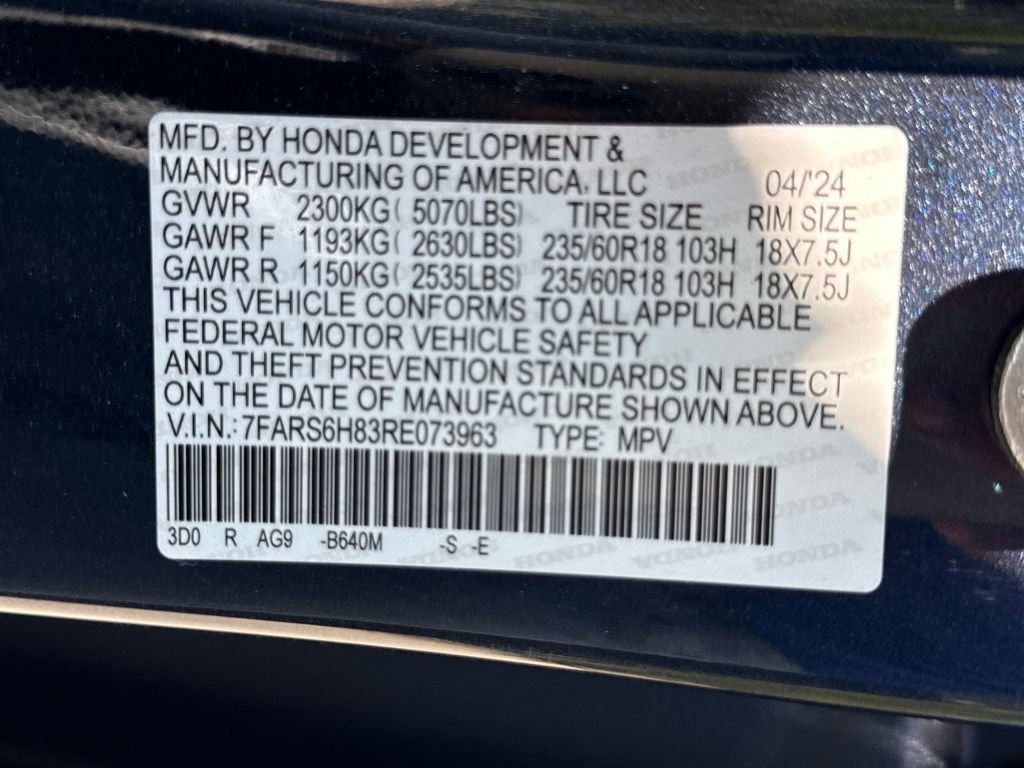 MFD. BY HONDA DEVELOPMENT &
MANUFACTURING OF AMERICA, LLC 04/'24
GVWR 2300KG( 5070LBS) TIRE SIZE RIM SIZE
GAWR F 1193KG( 2630LBS) 235/60R18 103H 18X7.5J
GAWR R 1150KG( 2535LBS) 235/60R18 103H 18X7.5J
THIS VEHICLE CONFORMS TO ALL APPLICABLE
FEDERAL MOTOR VEHICLE SAFETY
AND THEFT PREVENTION STANDARDS IN EFFECT
ON THE DATE OF MANUFACTURE SHOWN ABOVE.
V.I.N.: 7FARS6H83RE073963 TYPE: MPV
3D0 R AG9 -B640M -S -E